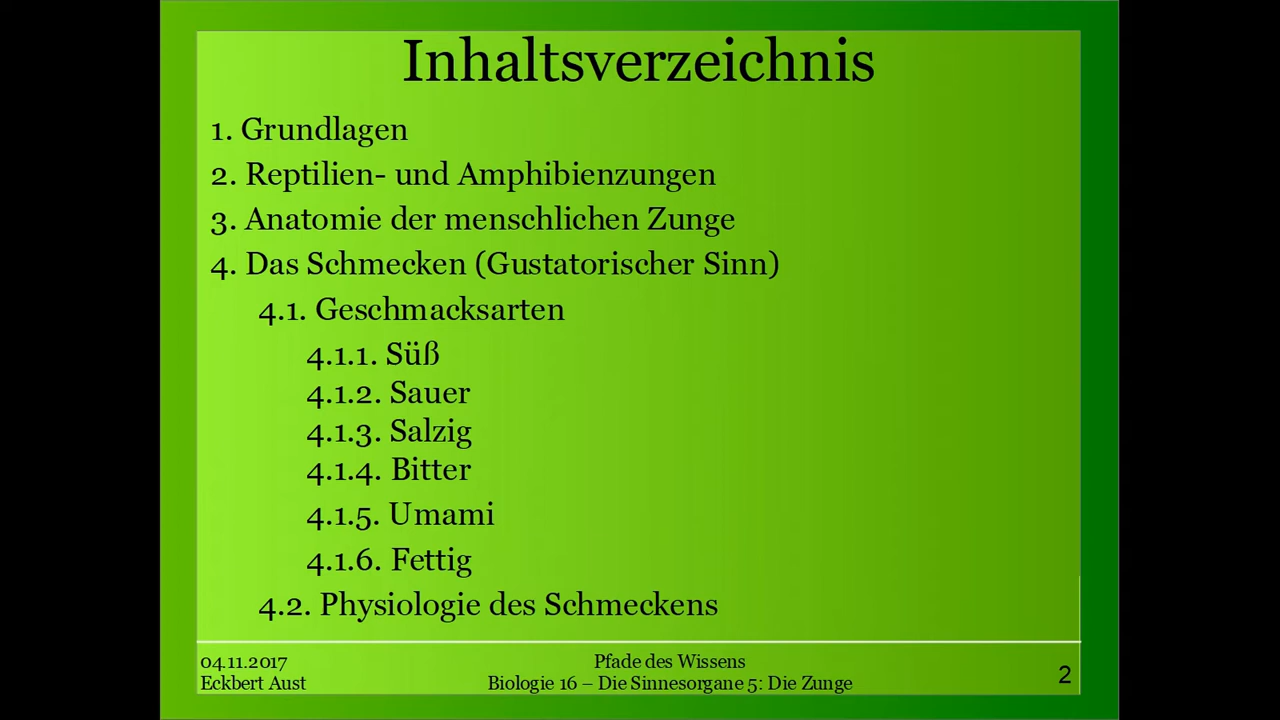 Inhaltsverzeichnis
1. Grundlagen
2. Reptilien- und Amphibienzungen
3. Anatomie der menschlichen Zunge
4. Das Schmecken (Gustatorischer Sinn)
4.1. Geschmacksarten
4.1.1. Süß
4.1.2. Sauer
4.1.3. Salzig
4.1.4. Bitter
4.1.5. Umami
4.1.6. Fettig
4.2. Physiologie des Schmeckens
04.11.2017
Eckbert Aust
Pfade des Wissens
Biologie 16 – Die Sinnesorgane 5: Die Zunge
2